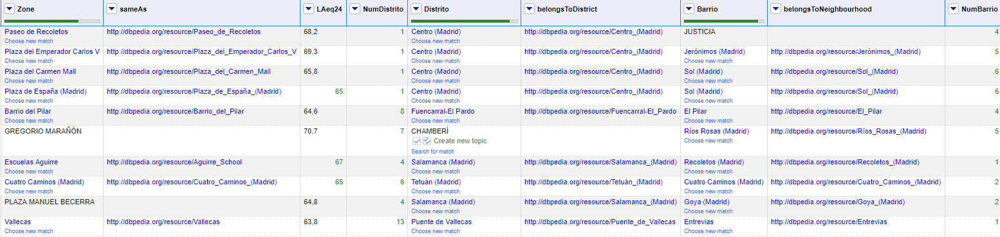 Zone sameAs LAeq24 NumDistrito Distrito belongsToDistrict Barrio belongsToNeighbourhood NumBarrio
Paseo de Recoletos http://dbpedia.org/resource/Paseo_de_Recoletos 68,2 1 Centro (Madrid) http://dbpedia.org/resource/Centro_(Madrid) JUSTICIA 4
Choose new match Choose new match
Plaza del Emperador Carlos V http://dbpedia.org/resource/Plaza_del_Emperador_Carlos_V 69,3 1 Centro (Madrid) http://dbpedia.org/resource/Centro_(Madrid) Jerónimos (Madrid) http://dbpedia.org/resource/Jerónimos_(Madrid) 5
Choose new match Choose new match Choose new match
Plaza del Carmen Mall http://dbpedia.org/resource/Plaza_del_Carmen_Mall 65,8 1 Centro (Madrid) http://dbpedia.org/resource/Centro_(Madrid) Sol (Madrid) http://dbpedia.org/resource/Sol_(Madrid) 6
Choose new match Choose new match Choose new match
Plaza de España (Madrid) http://dbpedia.org/resource/Plaza_de_España_(Madrid) 65 1 Centro (Madrid) http://dbpedia.org/resource/Centro_(Madrid) Sol (Madrid) http://dbpedia.org/resource/Sol_(Madrid) 6
Choose new match Choose new match Choose new match
Barrio del Pilar http://dbpedia.org/resource/Barrio_del_Pilar 64,6 8 Fuencarral-El Pardo http://dbpedia.org/resource/Fuencarral-El_Pardo El Pilar http://dbpedia.org/resource/El_Pilar 4
Choose new match Choose new match Choose new match
GREGORIO MARAÑÓN 70,7 7 CHAMBERÍ Ríos Rosas (Madrid) http://dbpedia.org/resource/Ríos_Rosas_(Madrid) 5
Create new topic Choose new match
Search for match
Escuelas Aguirre http://dbpedia.org/resource/Aguirre_School 67 4 Salamanca (Madrid) http://dbpedia.org/resource/Salamanca_(Madrid) Recoletos (Madrid) http://dbpedia.org/resource/Recoletos_(Madrid) 1
Choose new match Choose new match Choose new match
Cuatro Caminos (Madrid) http://dbpedia.org/resource/Cuatro_Caminos_(Madrid) 65 6 Tetuán (Madrid) http://dbpedia.org/resource/Tetuán_(Madrid) Cuatro Caminos (Madrid) http://dbpedia.org/resource/Cuatro_Caminos_(Madrid) 2
Choose new match Choose new match Choose new match
PLAZA MANUEL BECERRA 64,8 4 Salamanca (Madrid) http://dbpedia.org/resource/Salamanca_(Madrid) Goya (Madrid) http://dbpedia.org/resource/Goya_(Madrid) 2
Choose new match Choose new match
Vallecas http://dbpedia.org/resource/Vallecas 63,8 13 Puente de Vallecas http://dbpedia.org/resource/Puente_de_Vallecas Entrevias http://dbpedia.org/resource/Entrevias 1
Choose new match Choose new match Choose new match